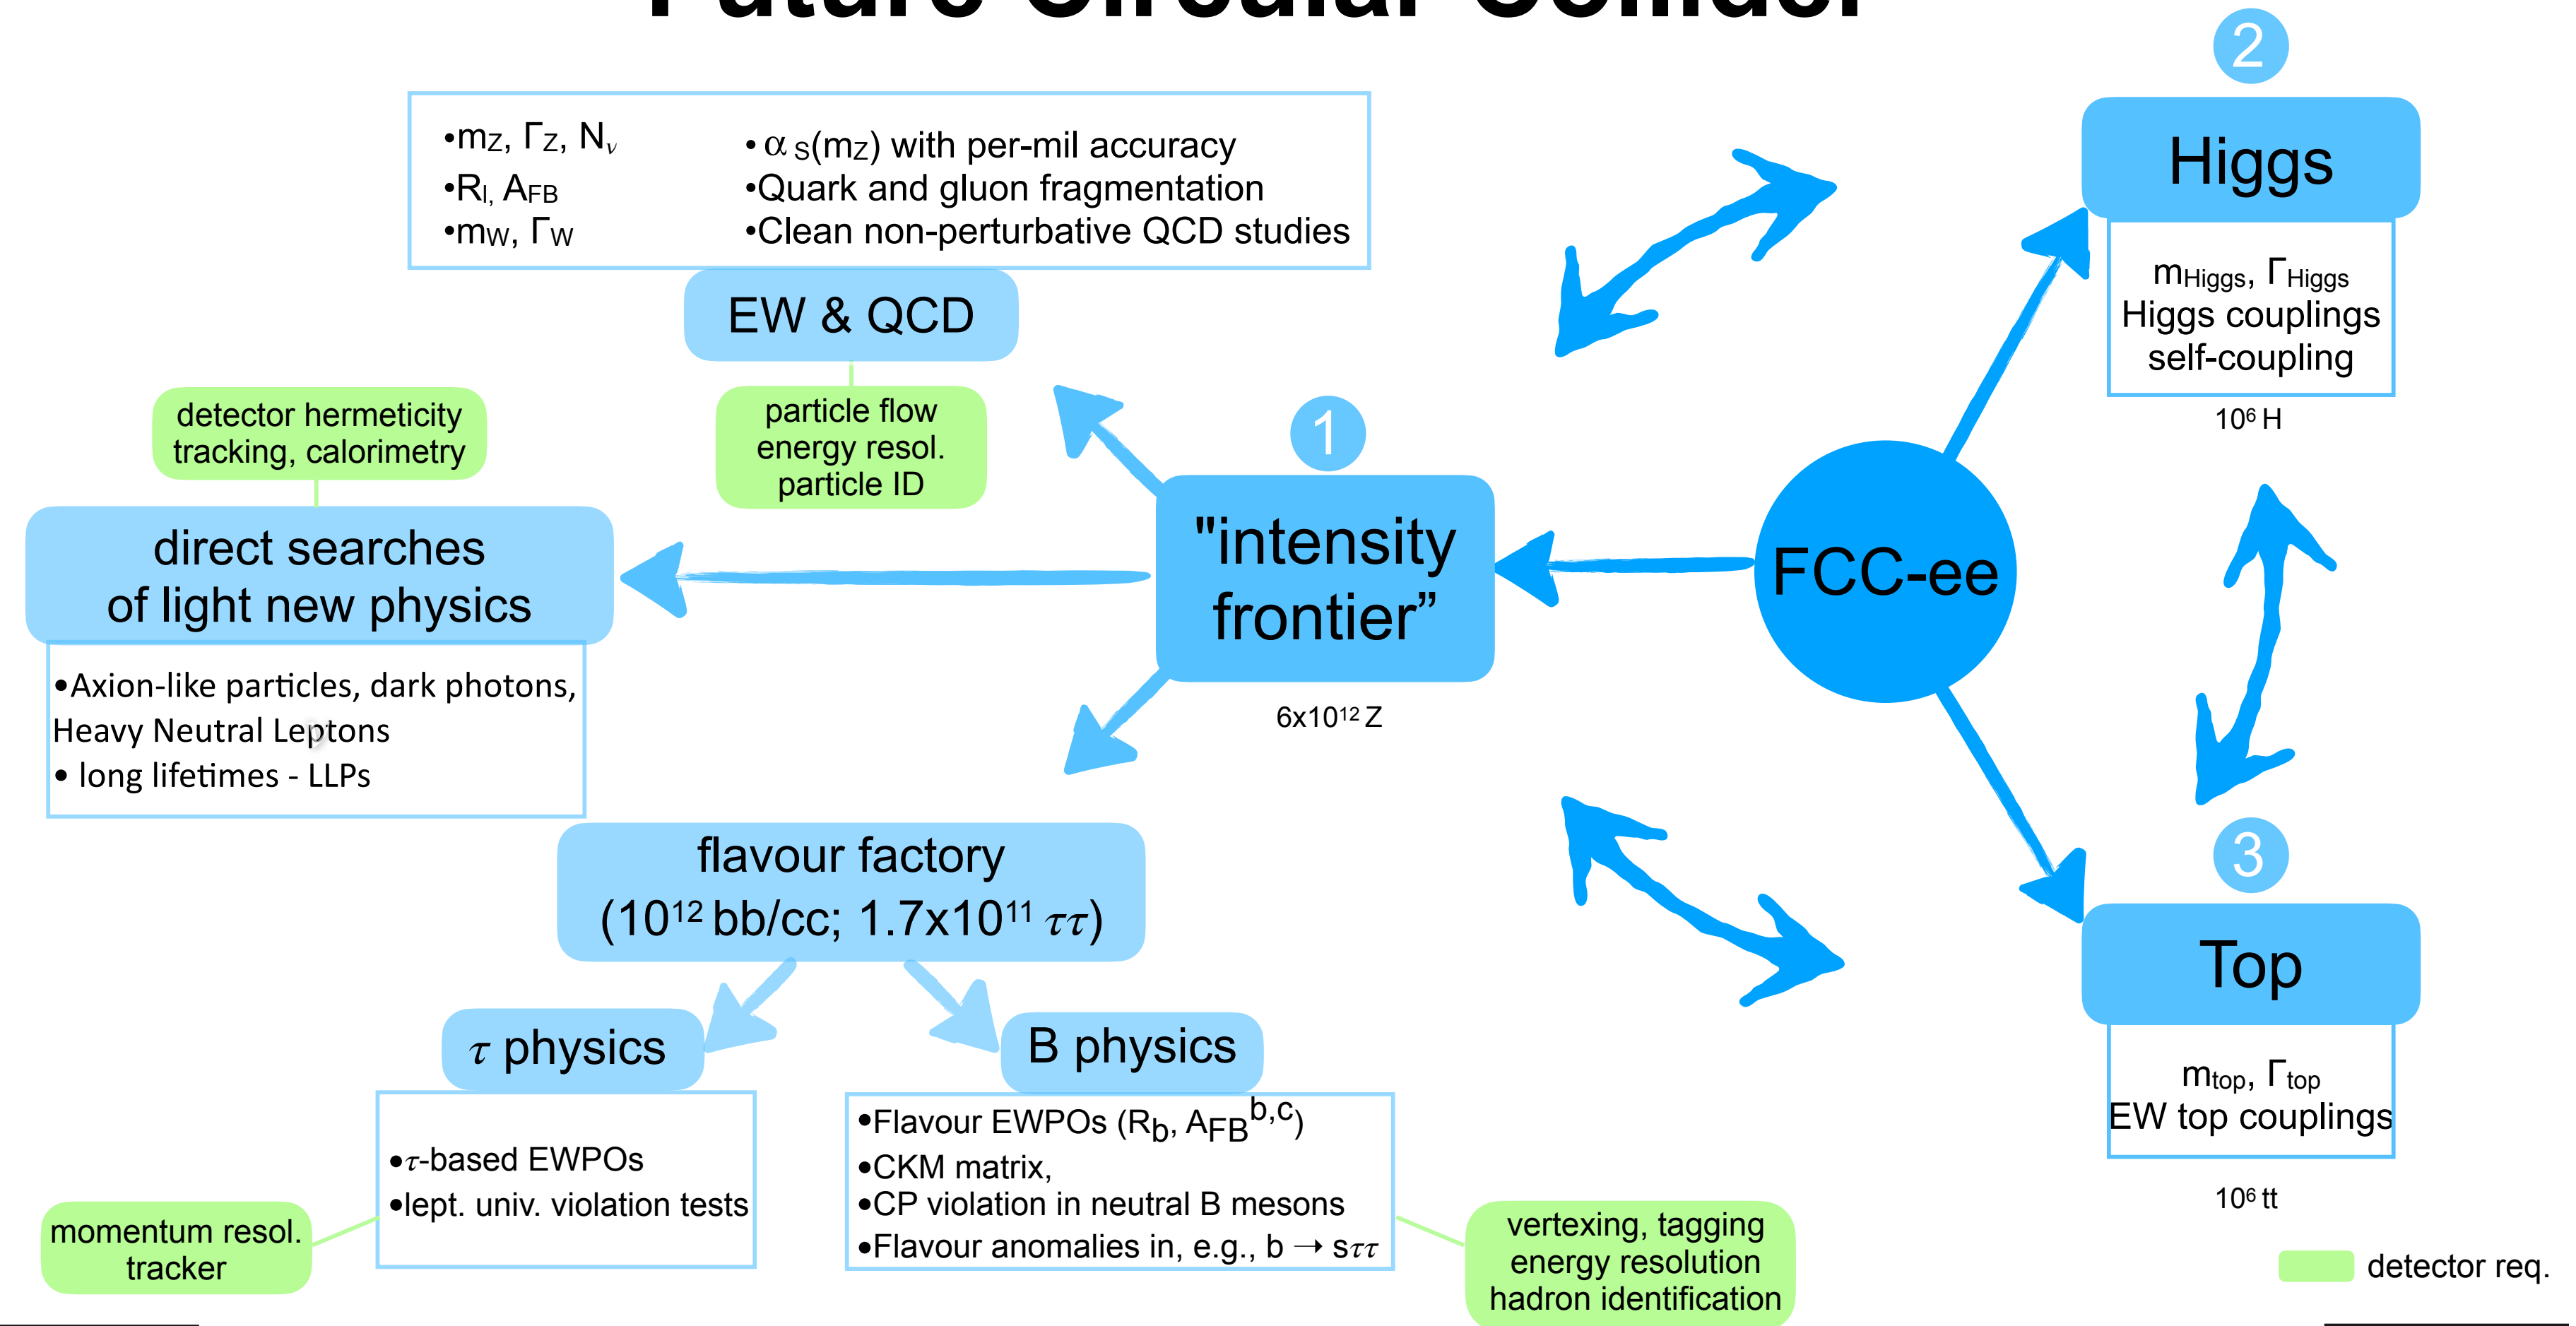 Future Circular Collider
2
Higgs
mHiggs, ΓHiggs
Higgs couplings
self-coupling
10⁶ H
•mZ, ΓZ, Nν
•Rl, AFB
•mW, ΓW
• αS(mZ) with per-mil accuracy
•Quark and gluon fragmentation
•Clean non-perturbative QCD studies
EW & QCD
particle flow
energy resol.
particle ID
detector hermeticity
tracking, calorimetry
direct searches
of light new physics
•Axion-like particles, dark photons,
Heavy Neutral Leptons
• long lifetimes - LLPs
1
"intensity
frontier”
6x10¹² Z
FCC-ee
flavour factory
(10¹² bb/cc; 1.7x10¹¹ ττ)
τ physics
•τ-based EWPOs
•lept. univ. violation tests
momentum resol.
tracker
B physics
•Flavour EWPOs (Rb, AFBᵇ,ᶜ)
•CKM matrix,
•CP violation in neutral B mesons
•Flavour anomalies in, e.g., b → sττ
vertexing, tagging
energy resolution
hadron identification
3
Top
mtop, Γtop
EW top couplings
10⁶ tt
detector req.